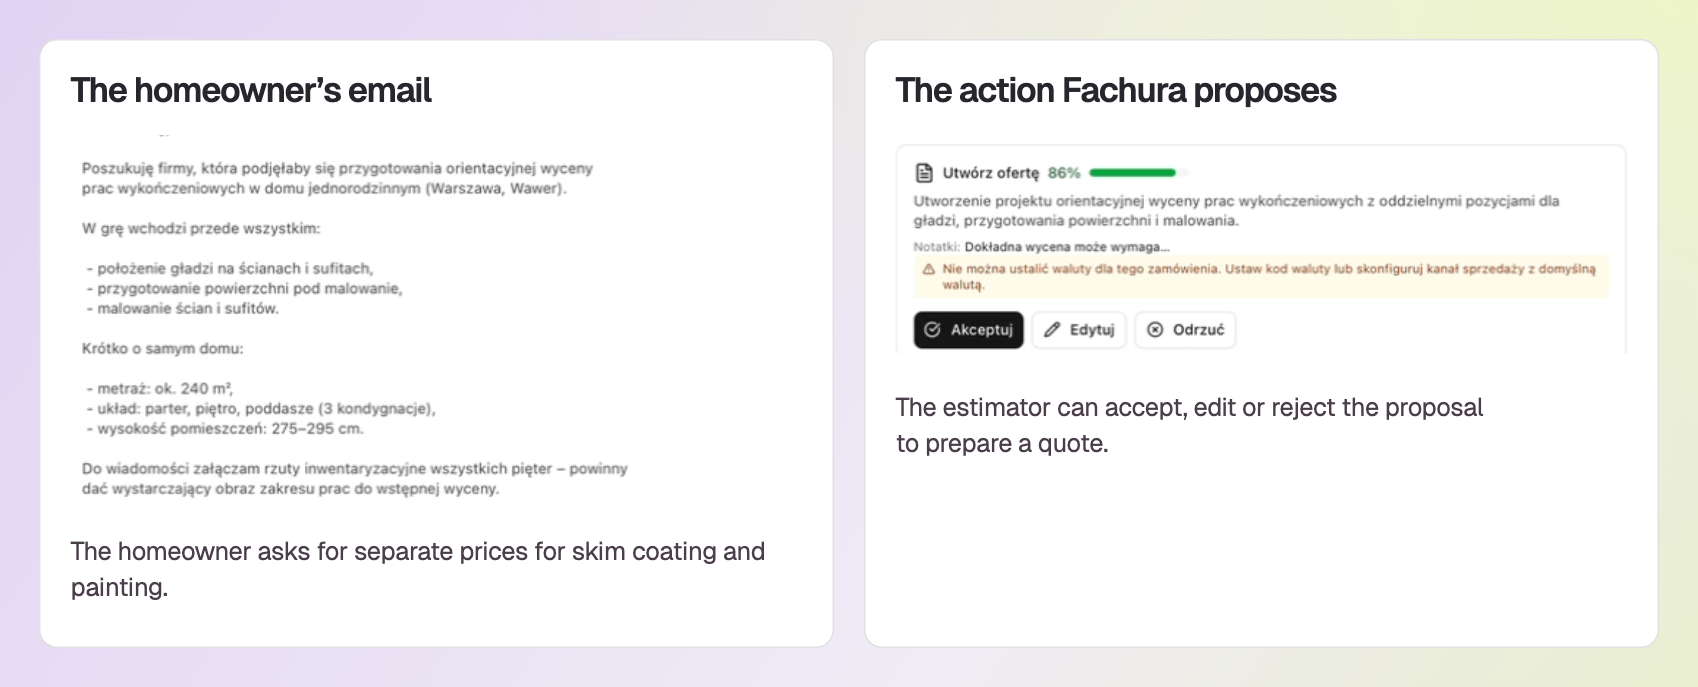 The homeowner’s email
Poszukuję firmy, która podjęłaby się przygotowania orientacyjnej wyceny
prac wykończeniowych w domu jednorodzinnym (Warszawa, Wawer).
W grę wchodzi przede wszystkim:
- położenie gładzi na ścianach i sufitach,
- przygotowanie powierzchni pod malowanie,
- malowanie ścian i sufitów.
Krótko o samym domu:
- metraż: ok. 240 m²,
- układ: parter, piętro, poddasze (3 kondygnacje),
- wysokość pomieszczeń: 275–295 cm.
Do wiadomości załączam rzuty inwentaryzacyjne wszystkich pięter – powinny
dać wystarczający obraz zakresu prac do wstępnej wyceny.
The homeowner asks for separate prices for skim coating and
painting.
The action Fachura proposes
Utwórz ofertę 86%
Utworzenie projektu orientacyjnej wyceny prac wykończeniowych z oddzielnymi pozycjami dla
gładzi, przygotowania powierzchni i malowania.
Notatki: Dokładna wycena może wymaga...
Nie można ustalić waluty dla tego zamówienia. Ustaw kod waluty lub skonfiguruj kanał sprzedaży z domyślną
walutą.
Akceptuj Edytuj Odrzuć
The estimator can accept, edit or reject the proposal
to prepare a quote.